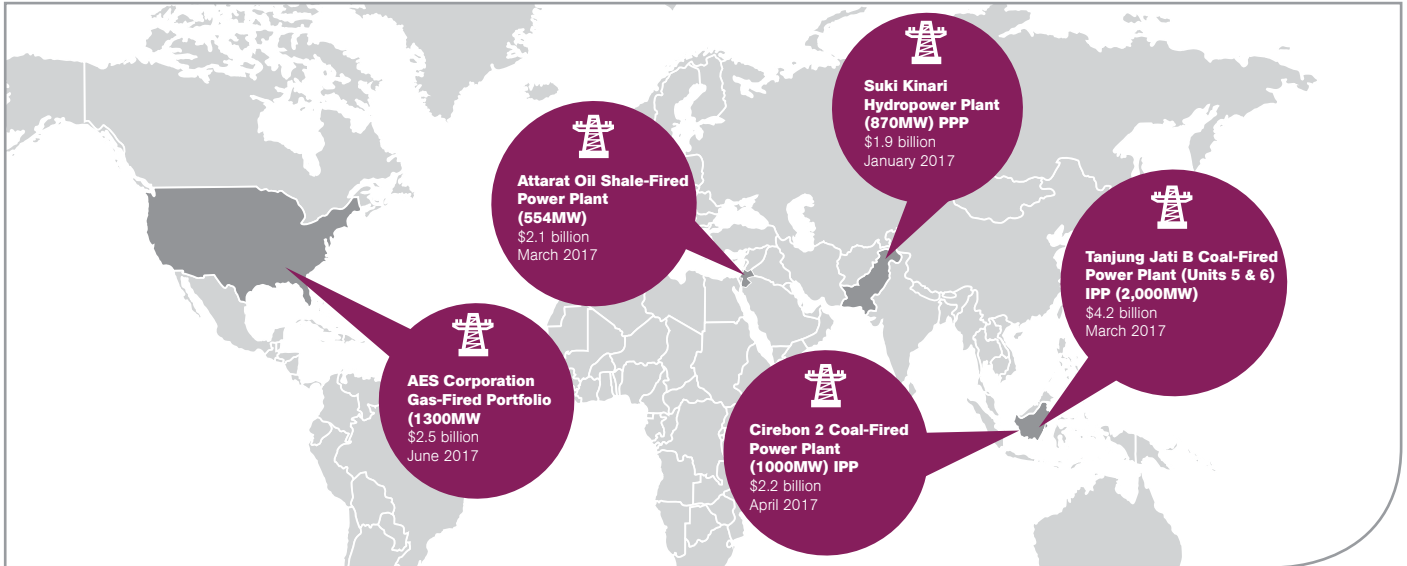 Suki Kinari
Hydropower Plant
(870MW) PPP
$1.9 billion
January 2017
Attarat Oil Shale-Fired
Power Plant
(554MW)
$2.1 billion
March 2017
Tanjung Jati B Coal-Fired
Power Plant (Units 5 & 6)
IPP (2,000MW)
$4.2 billion
March 2017
AES Corporation
Gas-Fired Portfolio
(1300MW
$2.5 billion
June 2017
Cirebon 2 Coal-Fired
Power Plant
(1000MW) IPP
$2.2 billion
April 2017